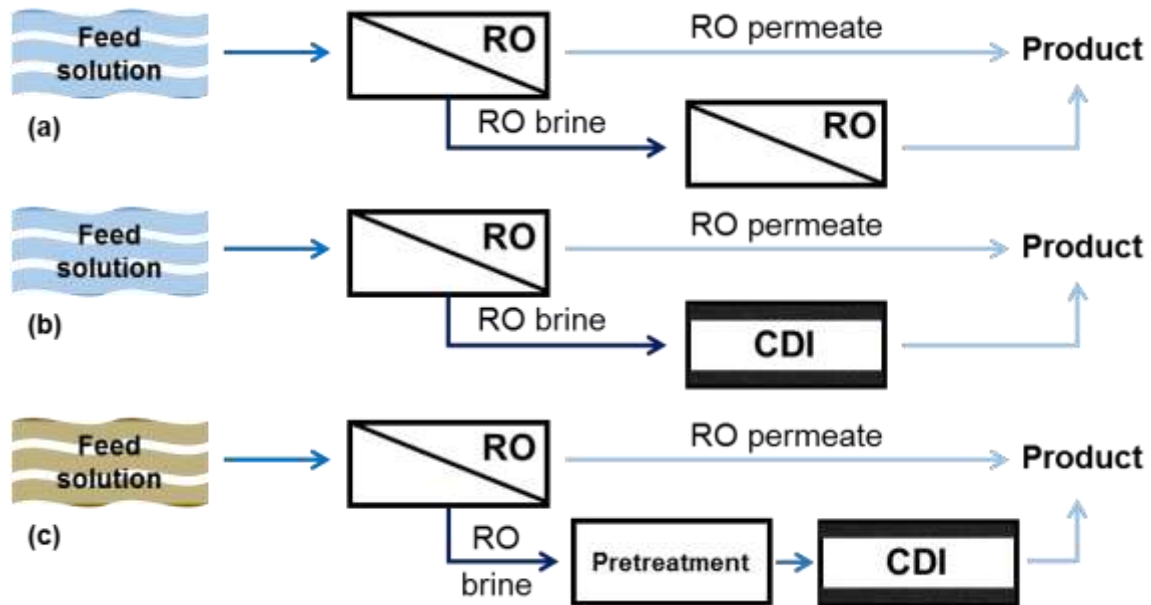 Feed
solution
RO
RO permeate
Product
(a)
RO brine
RO
Feed
solution
RO
RO permeate
Product
(b)
RO brine
CDI
Feed
solution
RO
RO permeate
Product
(c)
RO
brine
Pretreatment
CDI